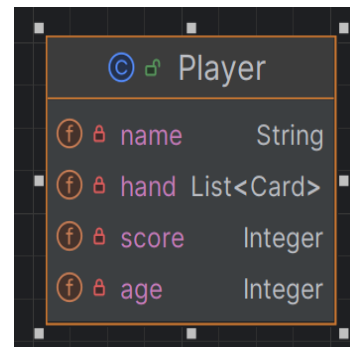 © Player
f name String
f hand List<Card>
f score Integer
f age Integer